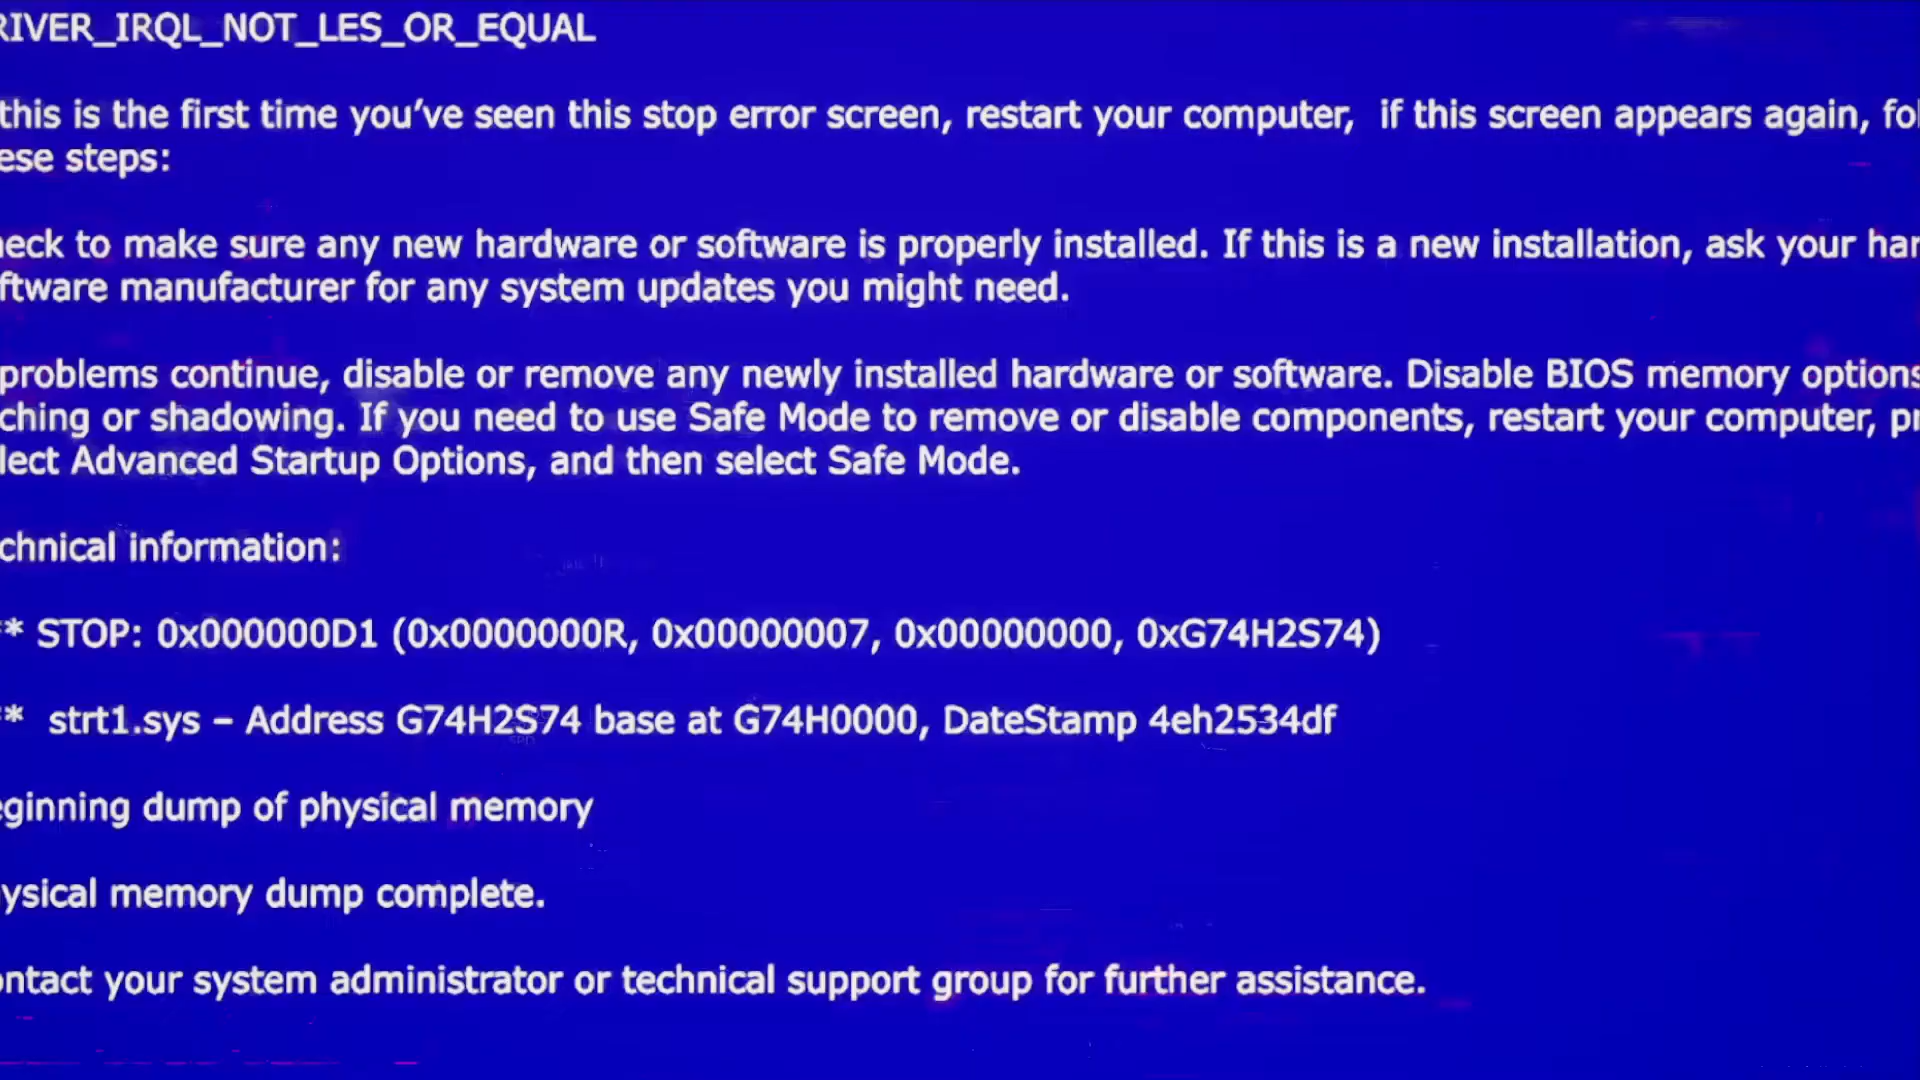 RIVER_IRQL_NOT_LES_OR_EQUAL
this is the first time you’ve seen this stop error screen, restart your computer,  if this screen appears again, fol
ese steps:
eck to make sure any new hardware or software is properly installed. If this is a new installation, ask your har
ftware manufacturer for any system updates you might need.
problems continue, disable or remove any newly installed hardware or software. Disable BIOS memory options
ching or shadowing. If you need to use Safe Mode to remove or disable components, restart your computer, pr
lect Advanced Startup Options, and then select Safe Mode.
chnical information:
* STOP: 0x000000D1 (0x0000000R, 0x00000007, 0x00000000, 0xG74H2S74)
*  strt1.sys – Address G74H2S74 base at G74H0000, DateStamp 4eh2534df
ginning dump of physical memory
ysical memory dump complete.
ontact your system administrator or technical support group for further assistance.